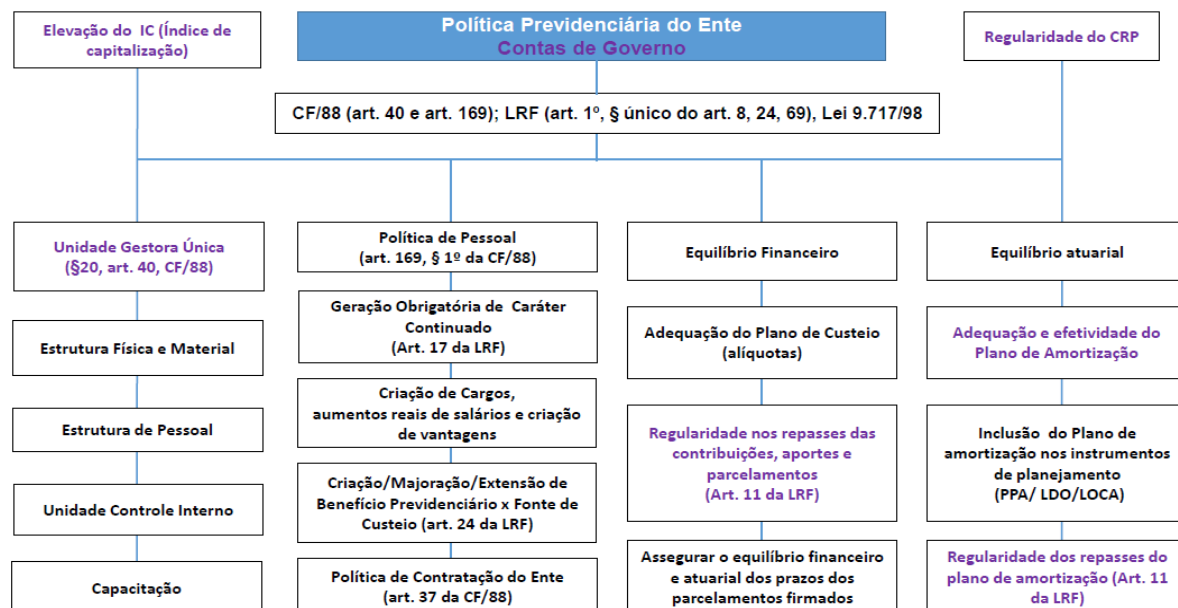 Elevação do IC (Índice de
capitalização)
Política Previdenciária do Ente
Contas de Governo
Regularidade do CRP
CF/88 (art. 40 e art. 169); LRF (art. 1º, § único do art. 8, 24, 69), Lei 9.717/98
Unidade Gestora Única
(§20, art. 40, CF/88)
Estrutura Física e Material
Estrutura de Pessoal
Unidade Controle Interno
Capacitação
Política de Pessoal
(art. 169, § 1º da CF/88)
Geração Obrigatória de Caráter
Continuado
(Art. 17 da LRF)
Criação de Cargos,
aumentos reais de salários e criação
de vantagens
Criação/Majoração/Extensão de
Benefício Previdenciário x Fonte de
Custeio (art. 24 da LRF)
Política de Contratação do Ente
(art. 37 da CF/88)
Equilíbrio Financeiro
Adequação do Plano de Custeio
(alíquotas)
Regularidade nos repasses das
contribuições, aportes e
parcelamentos
(Art. 11 da LRF)
Assegurar o equilíbrio financeiro
e atuarial dos prazos dos
parcelamentos firmados
Equilíbrio atuarial
Adequação e efetividade do
Plano de Amortização
Inclusão do Plano de
amortização nos instrumentos
de planejamento
(PPA/ LDO/LOCA)
Regularidade dos repasses do
plano de amortização (Art. 11
da LRF)